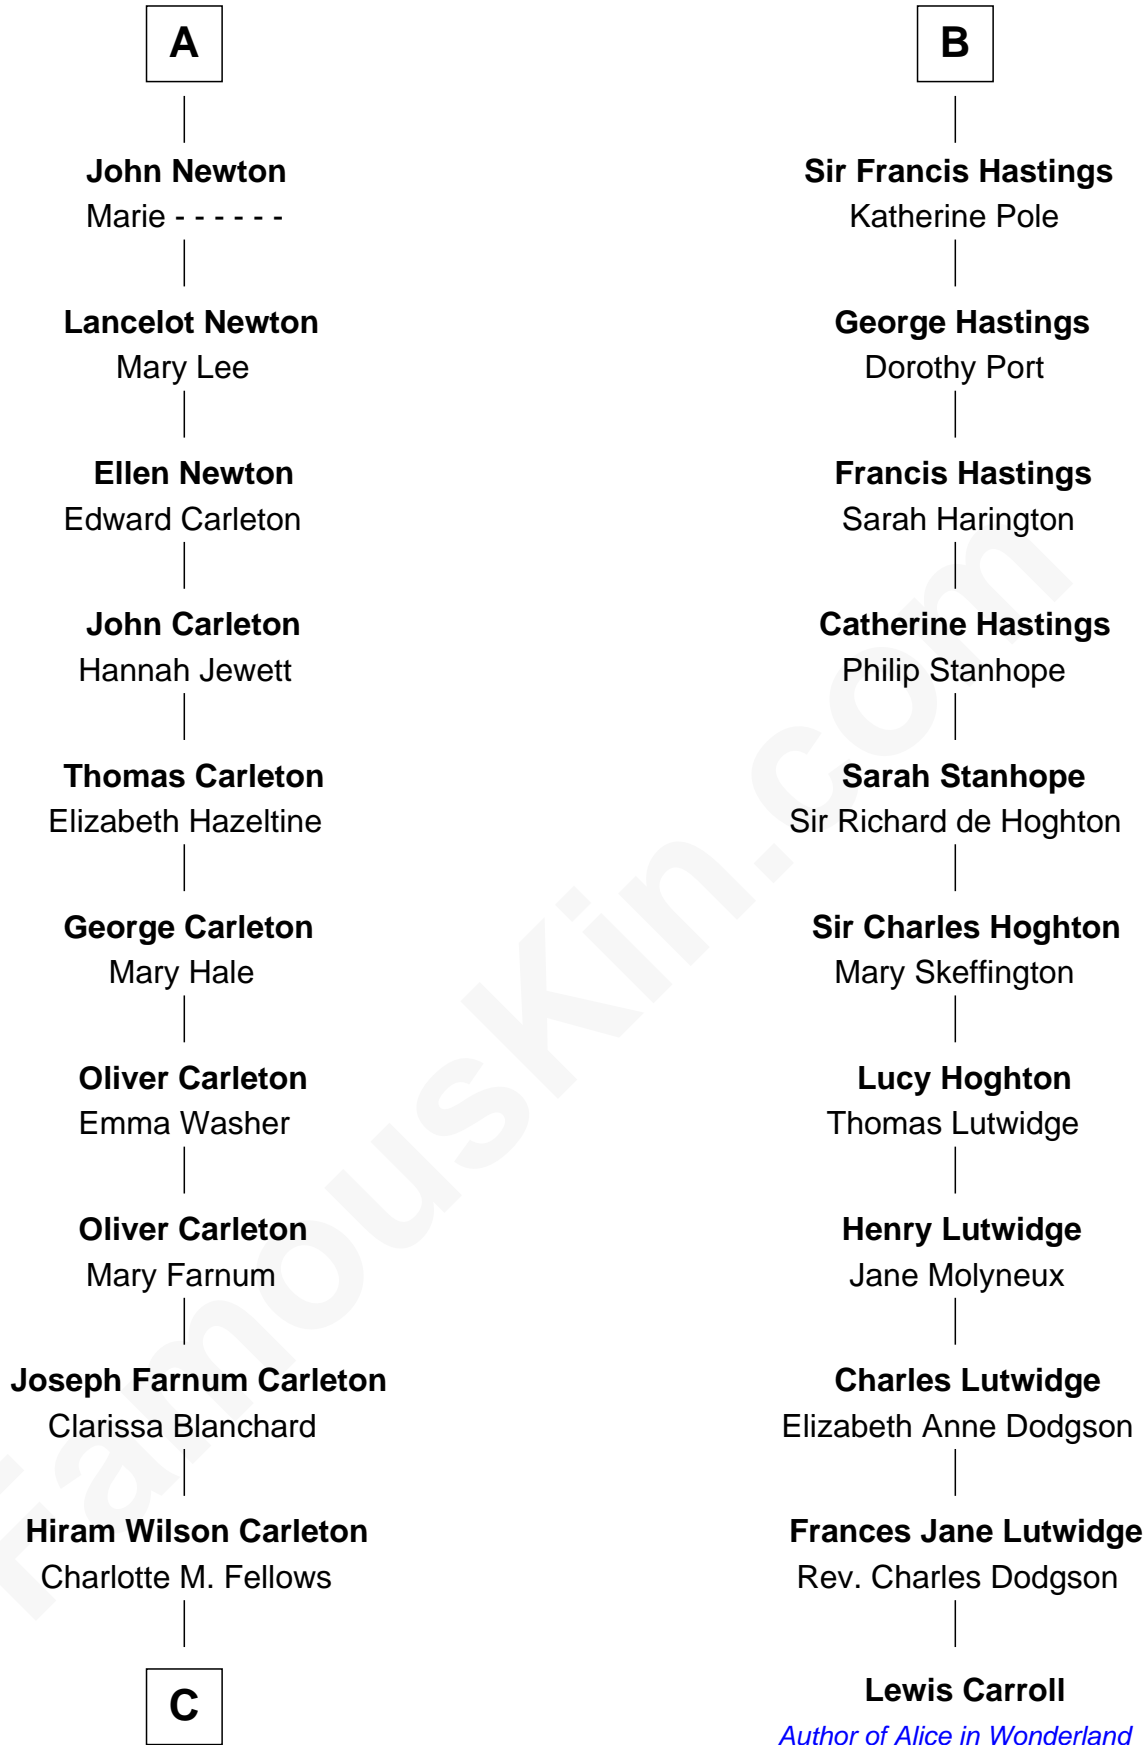 A
John Newton
Marie - - - - - -
Lancelot Newton
Mary Lee
Ellen Newton
Edward Carleton
John Carleton
Hannah Jewett
Thomas Carleton
Elizabeth Hazeltine
George Carleton
Mary Hale
Oliver Carleton
Emma Washer
Oliver Carleton
Mary Farnum
Joseph Farnum Carleton
Clarissa Blanchard
Hiram Wilson Carleton
Charlotte M. Fellows
C
B
Sir Francis Hastings
Katherine Pole
George Hastings
Dorothy Port
Francis Hastings
Sarah Harington
Catherine Hastings
Philip Stanhope
Sarah Stanhope
Sir Richard de Hoghton
Sir Charles Hoghton
Mary Skeffington
Lucy Hoghton
Thomas Lutwidge
Henry Lutwidge
Jane Molyneux
Charles Lutwidge
Elizabeth Anne Dodgson
Frances Jane Lutwidge
Rev. Charles Dodgson
Lewis Carroll
Author of Alice in Wonderland
FamousKin.com